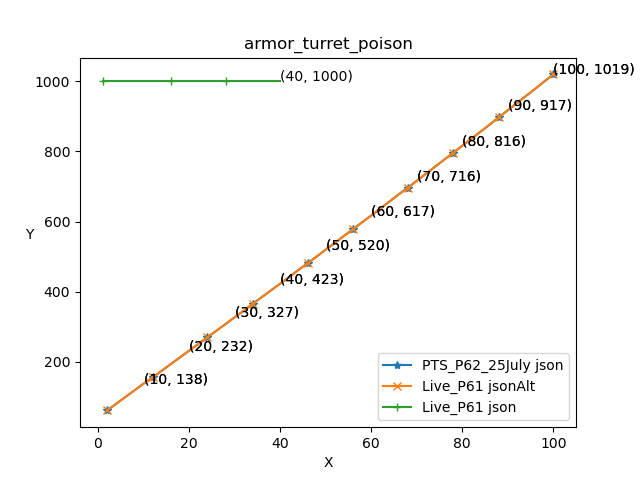 armor_turret_poison
Y
1000
800
600
400
200
(40, 1000)
(100, 1019)
(90, 917)
(80, 816)
(70, 716)
(60, 617)
(50, 520)
(40, 423)
(30, 327)
(20, 232)
(10, 138)
PTS_P62_25July json
Live_P61 jsonAlt
Live_P61 json
0 20 40 60 80 100
X